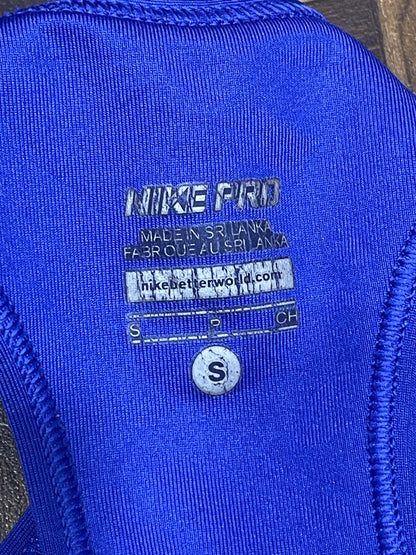 NIKE PRO
MADE IN SRI LANKA
FABRIQUE AU SRI LANKA
nikebetterworld.com
S P CH
S